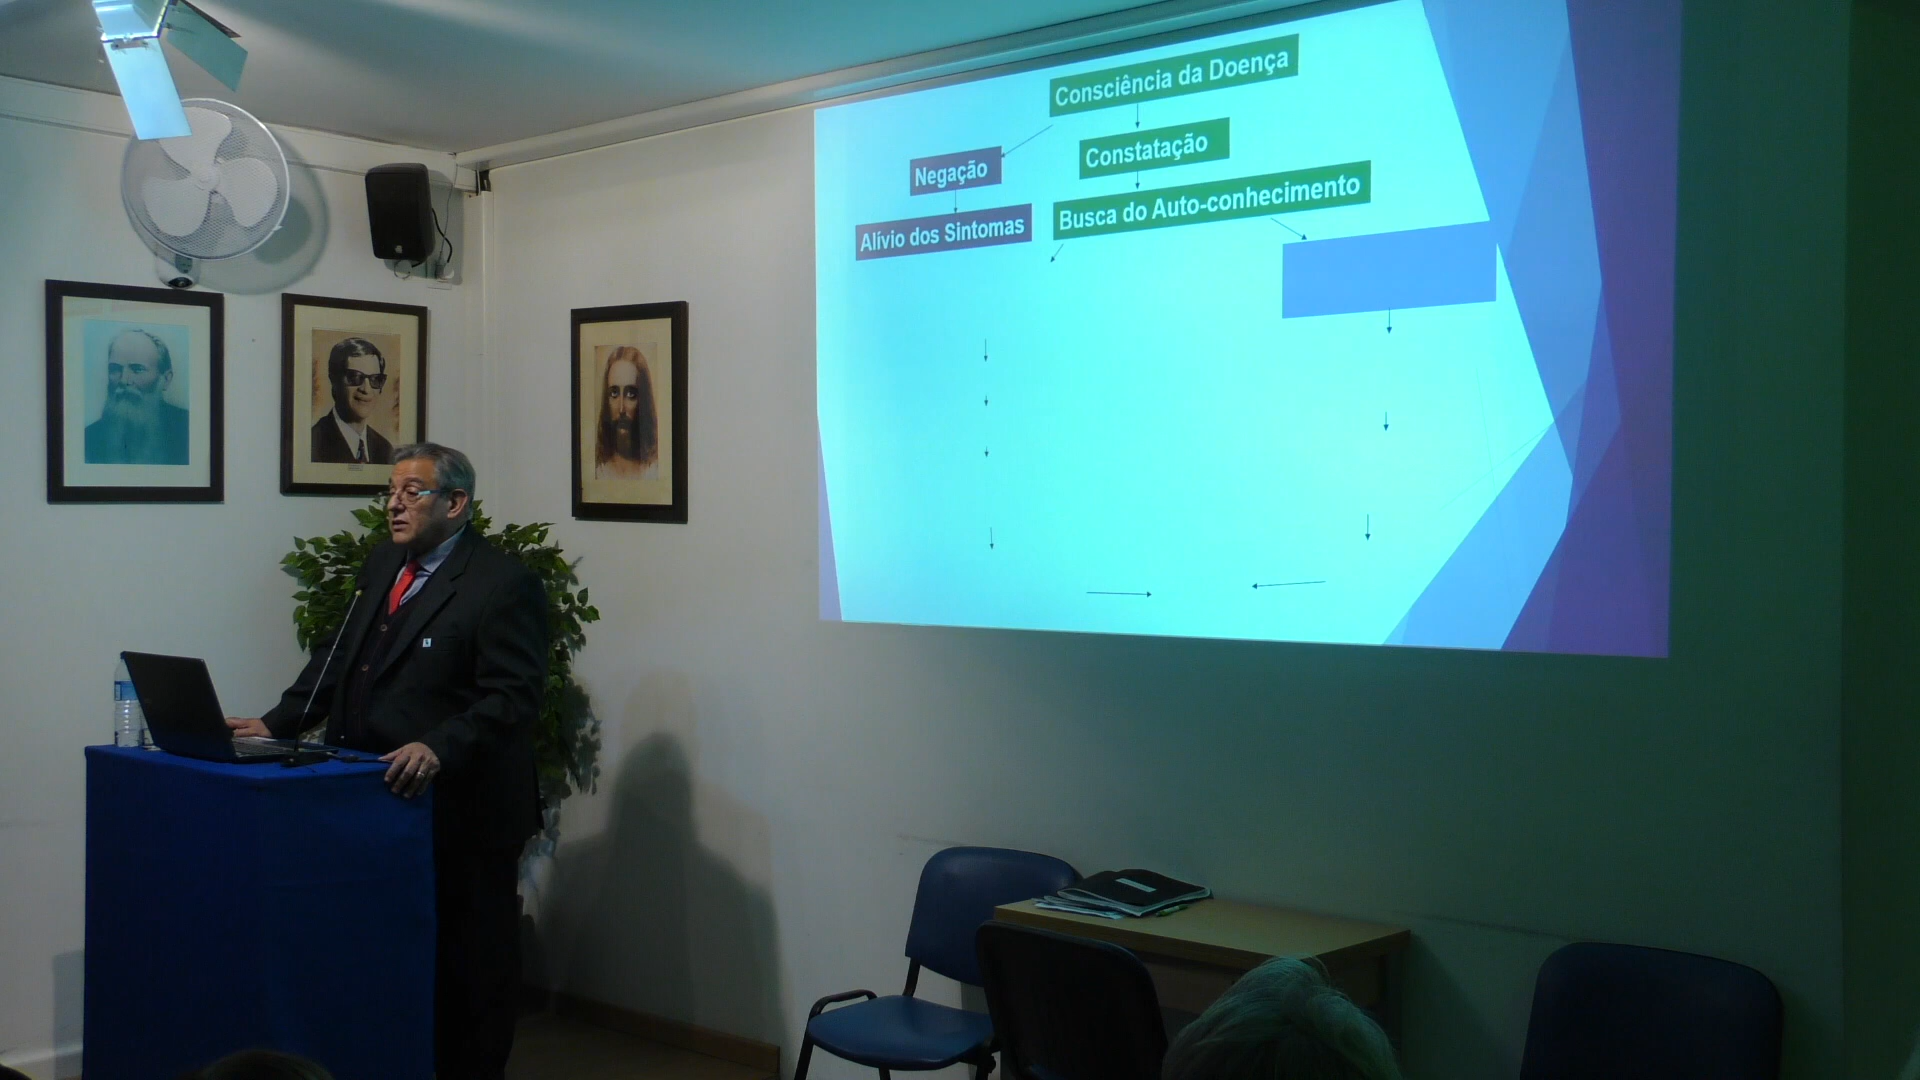 Consciência da Doença
Constatação
Negação
Busca do Auto-conhecimento
Alívio dos Sintomas